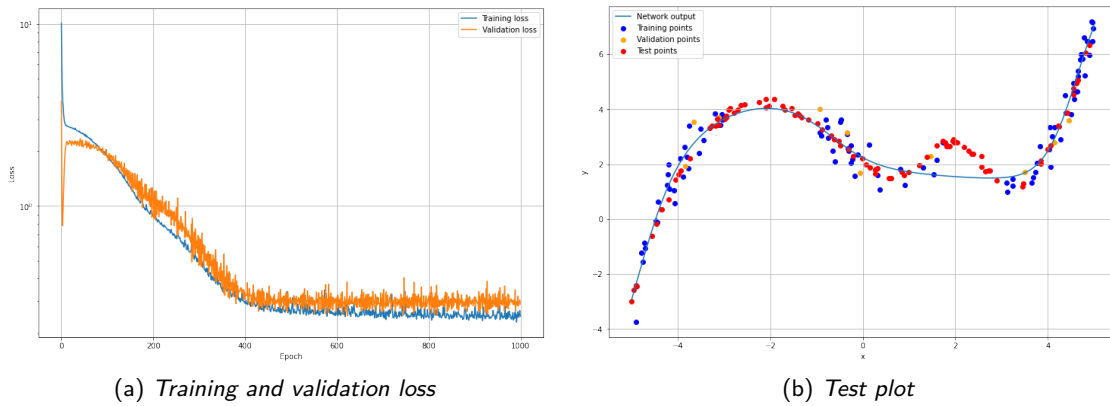 10¹
10⁰
Loss
0
200
400
600
800
1000
Epoch
Training loss
Validation loss
(a) Training and validation loss
6
4
2
0
−2
−4
y
−4
−2
0
2
4
x
Network output
Training points
Validation points
Test points
(b) Test plot